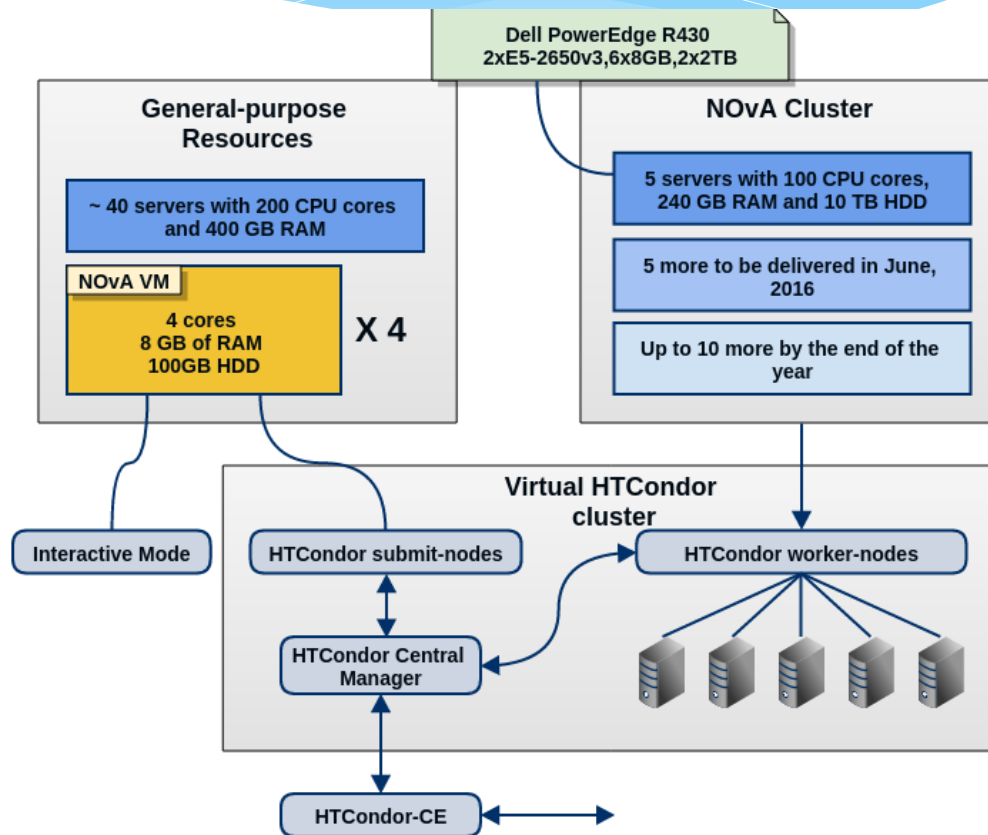 Dell PowerEdge R430
2xE5-2650v3,6x8GB,2x2TB
General-purpose
Resources
~ 40 servers with 200 CPU cores
and 400 GB RAM
NOvA VM
4 cores
8 GB of RAM
100GB HDD
X 4
NOvA Cluster
5 servers with 100 CPU cores,
240 GB RAM and 10 TB HDD
5 more to be delivered in June,
2016
Up to 10 more by the end of the
year
Interactive Mode
Virtual HTCondor
cluster
HTCondor submit-nodes
HTCondor worker-nodes
HTCondor Central
Manager
HTCondor-CE